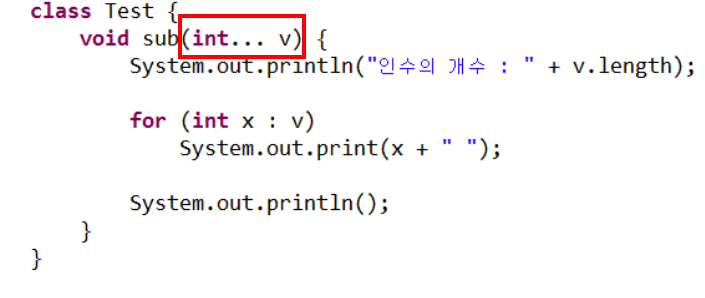 class Test {
void sub(int... v) {
System.out.println("인수의 개수 : " + v.length);
for (int x : v)
System.out.print(x + " ");
System.out.println();
}
}